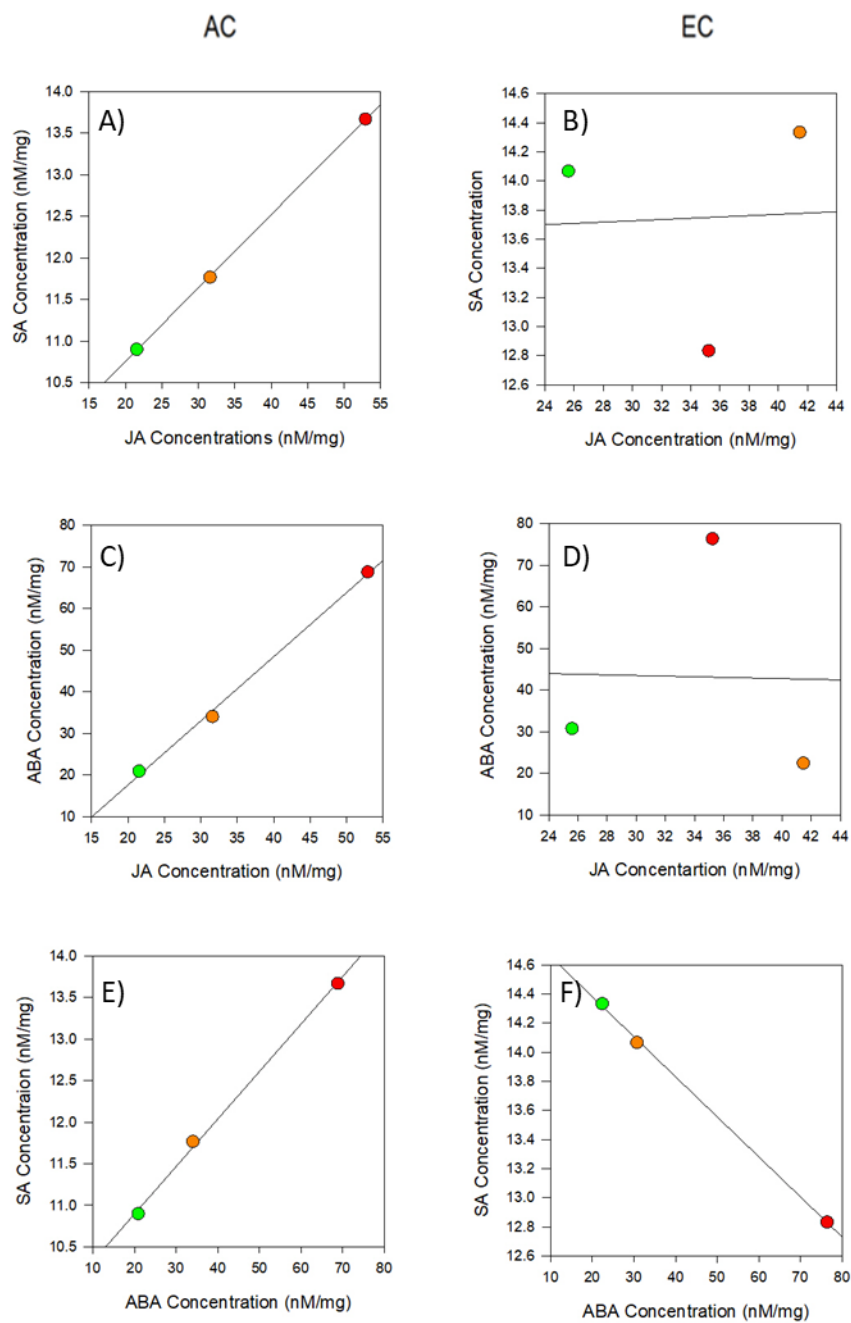 AC
EC
A)
SA Concentration (nM/mg)
14.0
13.5
13.0
12.5
12.0
11.5
11.0
10.5
15 20 25 30 35 40 45 50 55
JA Concentrations (nM/mg)
B)
SA Concentration
14.6
14.4
14.2
14.0
13.8
13.6
13.4
13.2
13.0
12.8
12.6
24 26 28 30 32 34 36 38 40 42 44
JA Concentration (nM/mg)
C)
ABA Concentration (nM/mg)
80
70
60
50
40
30
20
10
15 20 25 30 35 40 45 50 55
JA Concentration (nM/mg)
D)
ABA Concentration (nM/mg)
80
70
60
50
40
30
20
10
24 26 28 30 32 34 36 38 40 42 44
JA Concentartion (nM/mg)
E)
SA Concentraion (nM/mg)
14.0
13.5
13.0
12.5
12.0
11.5
11.0
10.5
10 20 30 40 50 60 70 80
ABA Concentration (nM/mg)
F)
SA Concentration (nM/mg)
14.6
14.4
14.2
14.0
13.8
13.6
13.4
13.2
13.0
12.8
12.6
10 20 30 40 50 60 70 80
ABA Concentration (nM/mg)